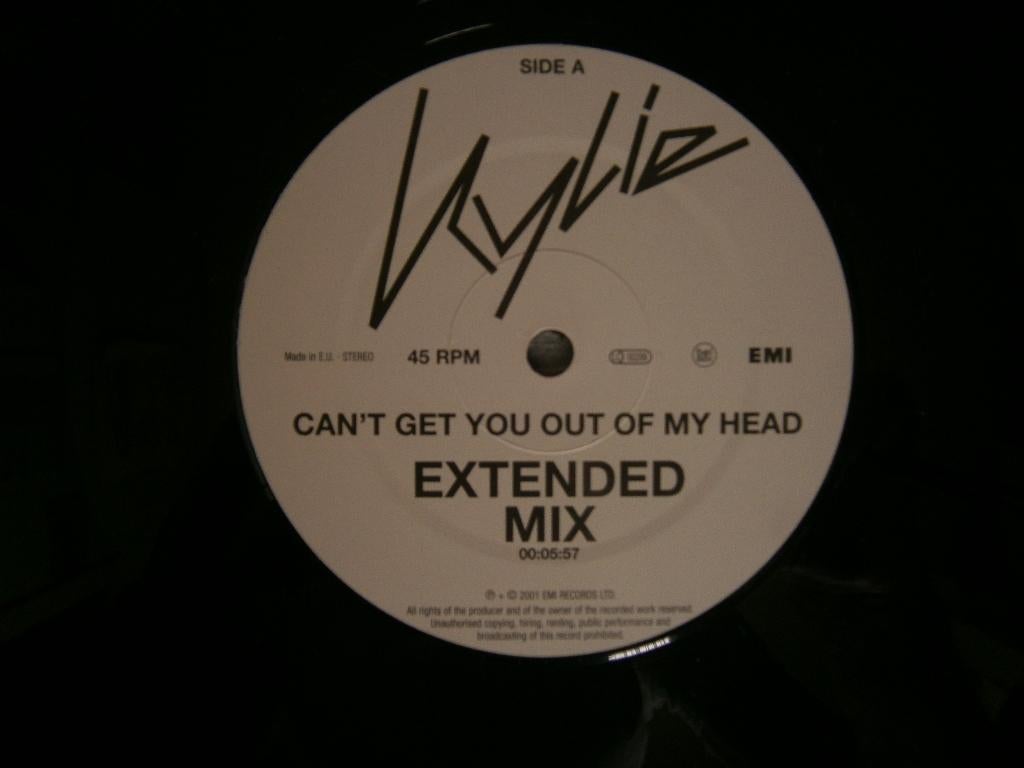 SIDE A
Kylie
Made in E.U. · STEREO 45 RPM EMI
CAN'T GET YOU OUT OF MY HEAD
EXTENDED
MIX
00:05:57
℗ + © 2001 EMI RECORDS LTD.
All rights of the producer and of the owner of the recorded work reserved.
Unauthorised copying, hiring, renting, public performance and
broadcasting of this record prohibited.